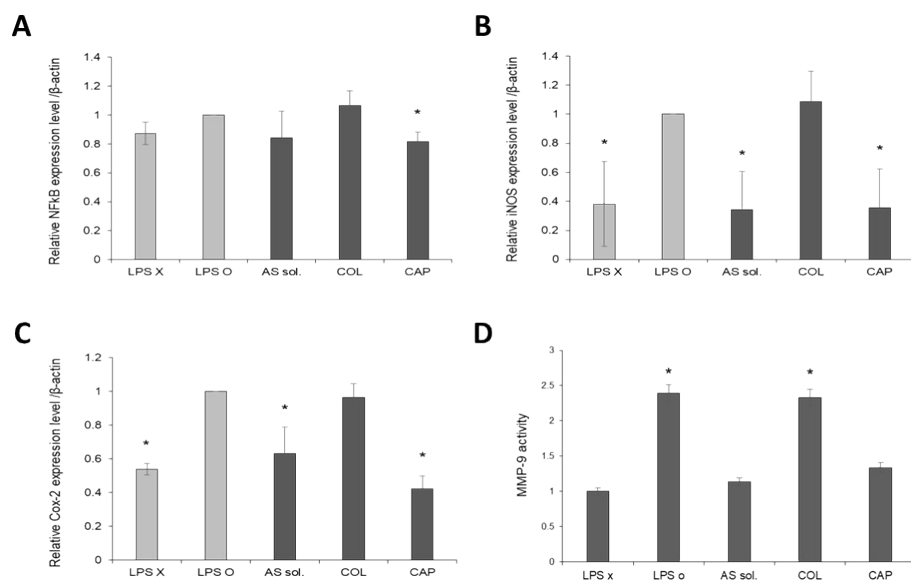 A
Relative NFkB expression level /β-actin
1.4
1.2
1
0.8
0.6
0.4
0.2
0
*
LPS X LPS O AS sol. COL CAP
B
Relative iNOS expression level /β-actin
1.4
1.2
1
0.8
0.6
0.4
0.2
0
* * *
LPS X LPS O AS sol. COL CAP
C
Relative Cox-2 expression level /β-actin
1.2
1
0.8
0.6
0.4
0.2
0
* * *
LPS X LPS O AS sol. COL CAP
D
MMP-9 activity
3
2.5
2
1.5
1
0.5
0
* *
LPS x LPS o AS sol. COL CAP